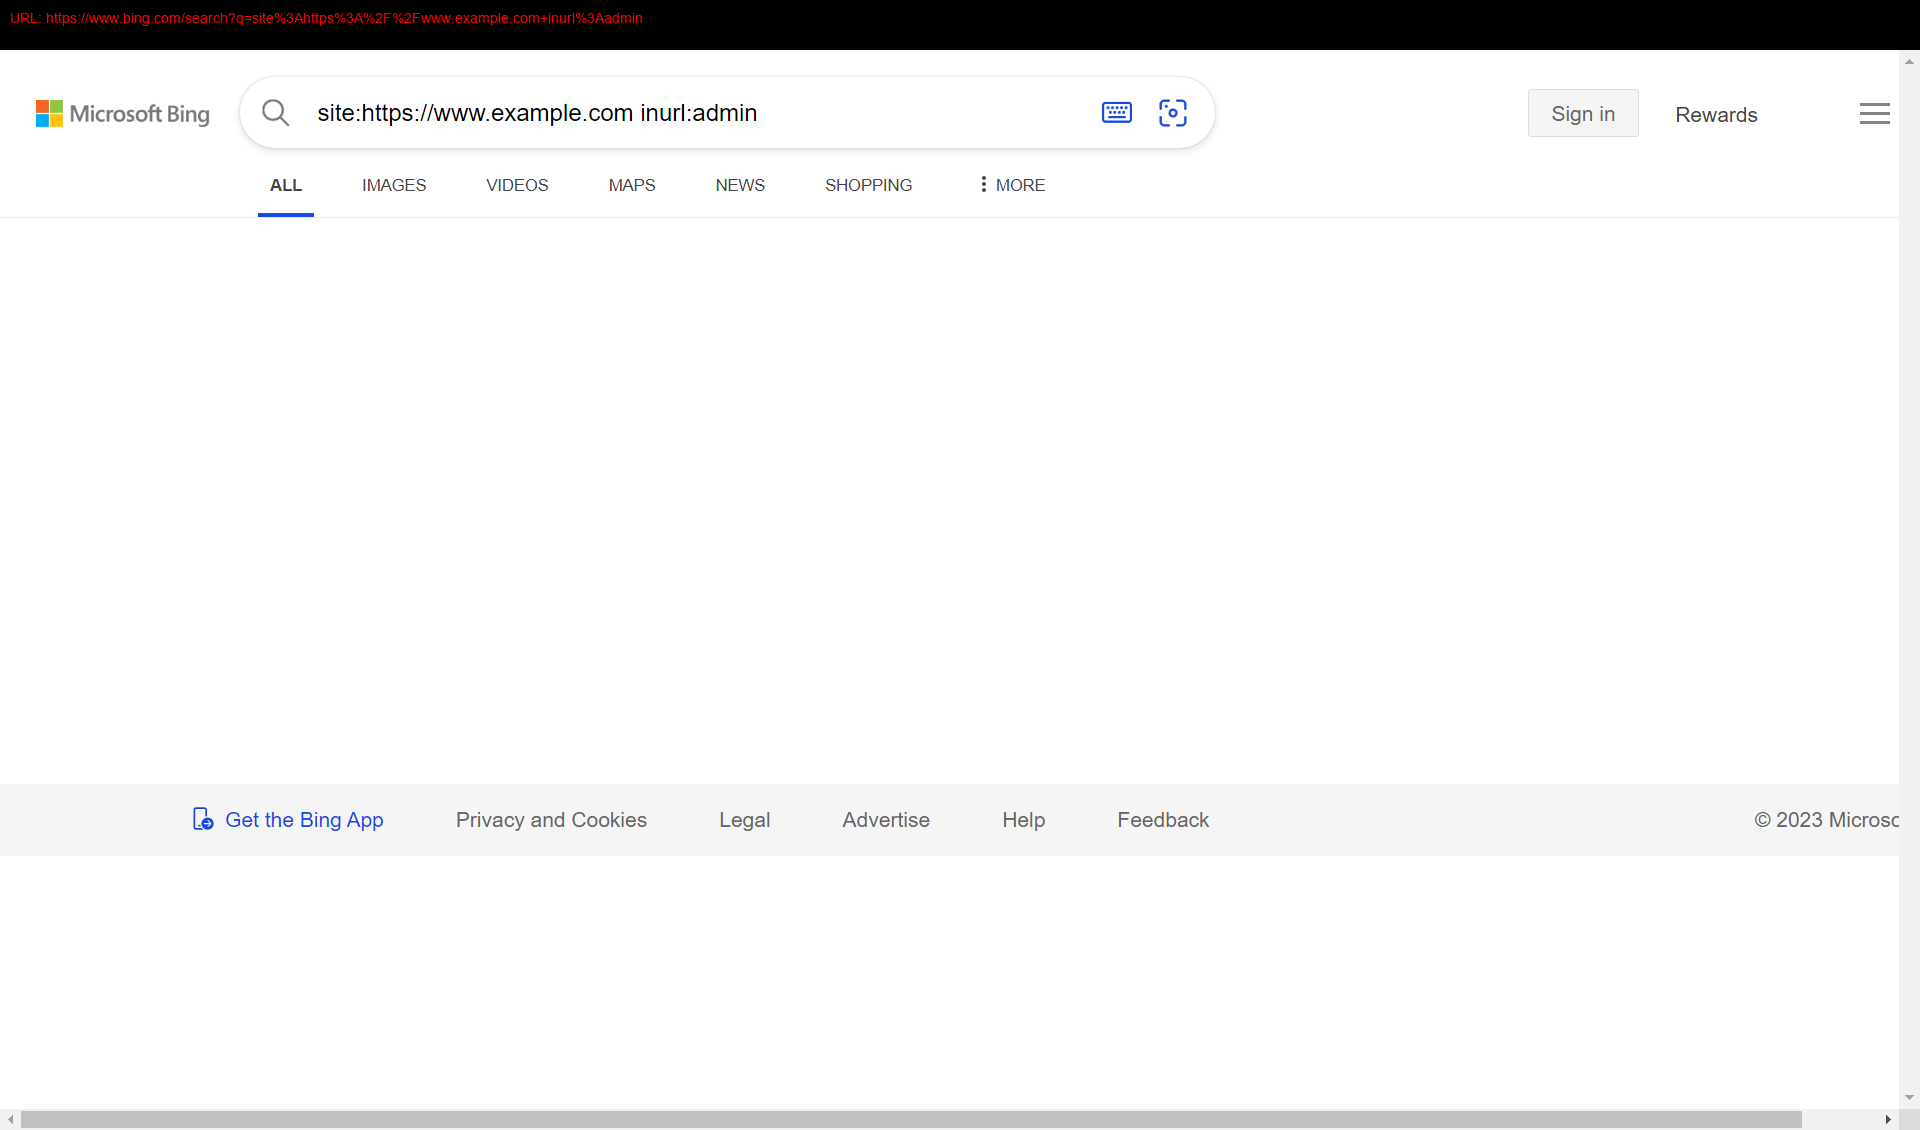 URL: https://www.bing.com/search?q=site%3Ahttps%3A%2F%2Fwww.example.com+inurl%3Aadmin
Microsoft Bing
site:https://www.example.com inurl:admin
Sign in
Rewards
ALL
IMAGES
VIDEOS
MAPS
NEWS
SHOPPING
MORE
Get the Bing App
Privacy and Cookies
Legal
Advertise
Help
Feedback
© 2023 Microsc